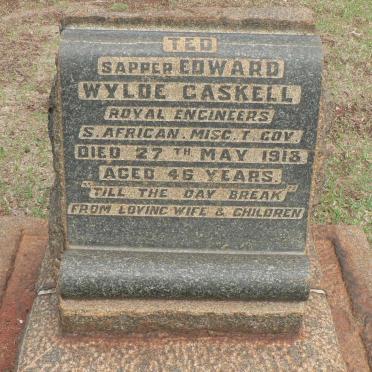 TED
SAPPER EDWARD
WYLDE GASKELL
ROYAL ENGINEERS
S. AFRICAN. MISC. T. COY.
DIED 27TH MAY 1918
AGED 46 YEARS.
"TILL THE DAY BREAK"
FROM LOVING WIFE & CHILDREN